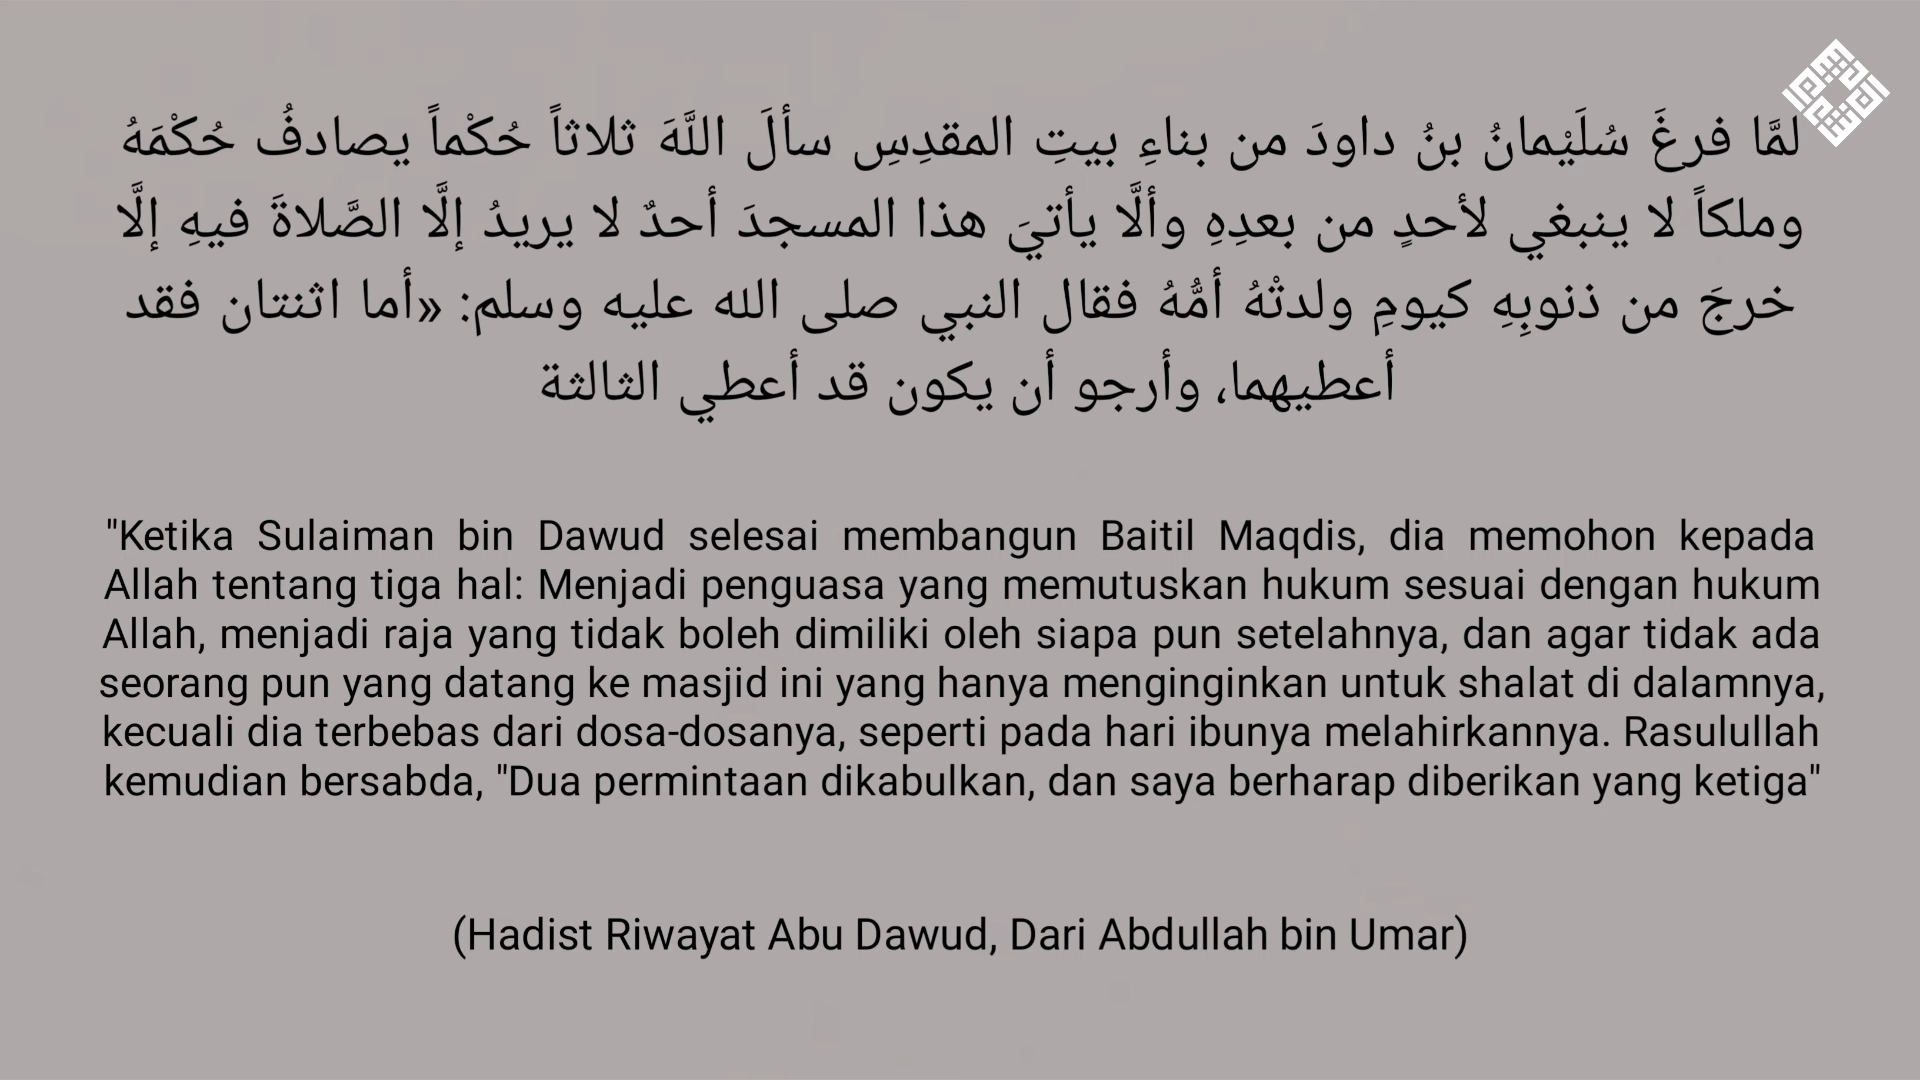 لمَّا فرغَ سُلَيْمانُ بنُ داودَ من بناءِ بيتِ المقدِسِ سألَ اللَّهَ ثلاثاً حُكْماً يصادفُ حُكْمَهُ
وملكاً لا ينبغي لأحدٍ من بعدِهِ وألَّا يأتيَ هذا المسجدَ أحدٌ لا يريدُ إلَّا الصَّلاةَ فيهِ إلَّا
خرجَ من ذنوبِهِ كيومِ ولدتْهُ أمُّهُ فقال النبي صلى الله عليه وسلم: «أما اثنتان فقد
أعطيهما، وأرجو أن يكون قد أعطي الثالثة
"Ketika Sulaiman bin Dawud selesai membangun Baitil Maqdis, dia memohon kepada
Allah tentang tiga hal: Menjadi penguasa yang memutuskan hukum sesuai dengan hukum
Allah, menjadi raja yang tidak boleh dimiliki oleh siapa pun setelahnya, dan agar tidak ada
seorang pun yang datang ke masjid ini yang hanya menginginkan untuk shalat di dalamnya,
kecuali dia terbebas dari dosa-dosanya, seperti pada hari ibunya melahirkannya. Rasulullah
kemudian bersabda, "Dua permintaan dikabulkan, dan saya berharap diberikan yang ketiga"
(Hadist Riwayat Abu Dawud, Dari Abdullah bin Umar)